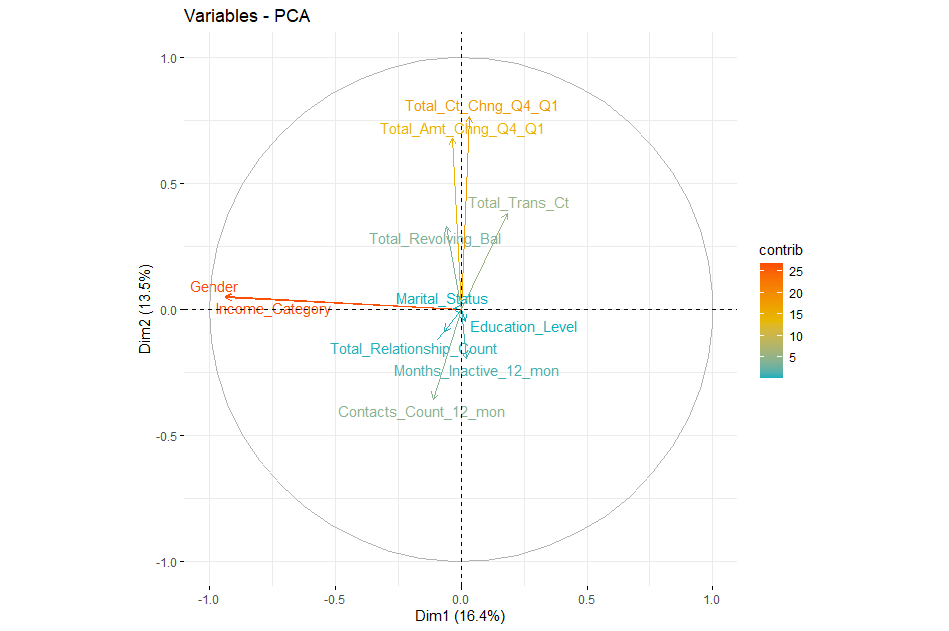 Variables - PCA
1.0
Total_Ct_Chng_Q4_Q1
Total_Amt_Chng_Q4_Q1
0.5
Total_Trans_Ct
Total_Revolving_Bal
Gender
Marital_Status
0.0
Income_Category
Education_Level
Total_Relationship_Count
Months_Inactive_12_mon
Contacts_Count_12_mon
-0.5
-1.0
Dim2 (13.5%)
-1.0 -0.5 0.0 0.5 1.0
Dim1 (16.4%)
contrib
25
20
15
10
5